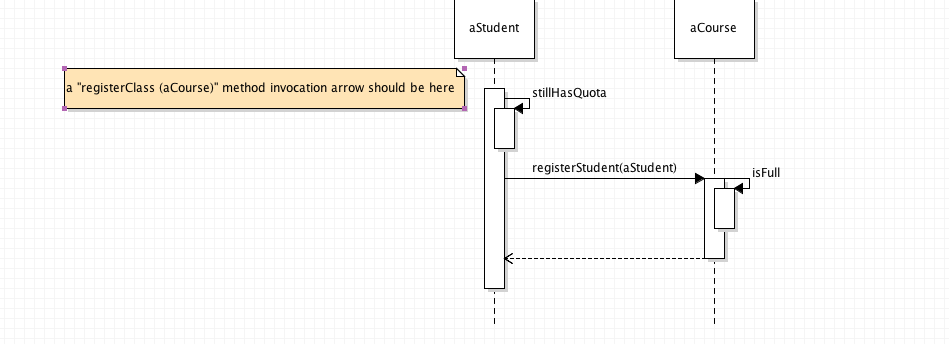 aStudent
aCourse
a "registerClass (aCourse)" method invocation arrow should be here
stillHasQuota
registerStudent(aStudent)
isFull